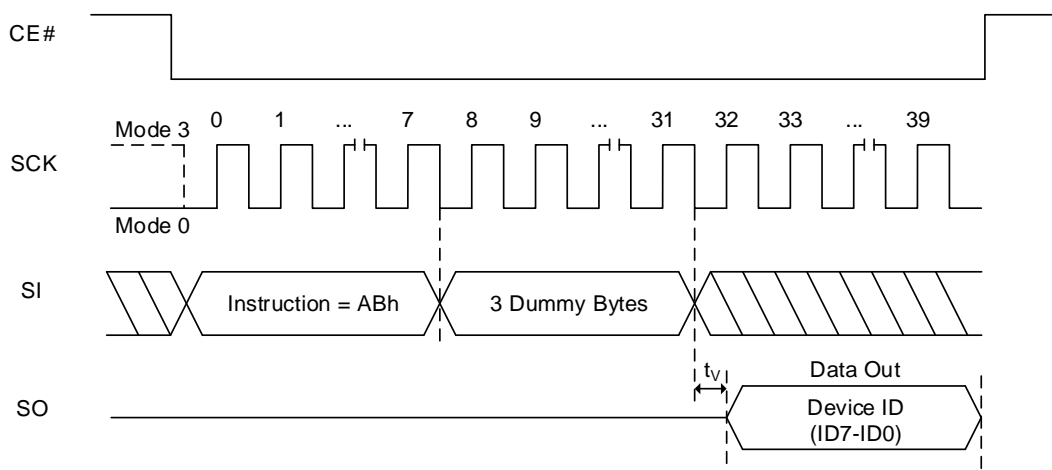 CE#
0 1 ... 7 8 9 ... 31 32 33 ... 39
Mode 3
SCK
Mode 0
SI
Instruction = ABh
3 Dummy Bytes
tV
Data Out
SO
Device ID
(ID7-ID0)